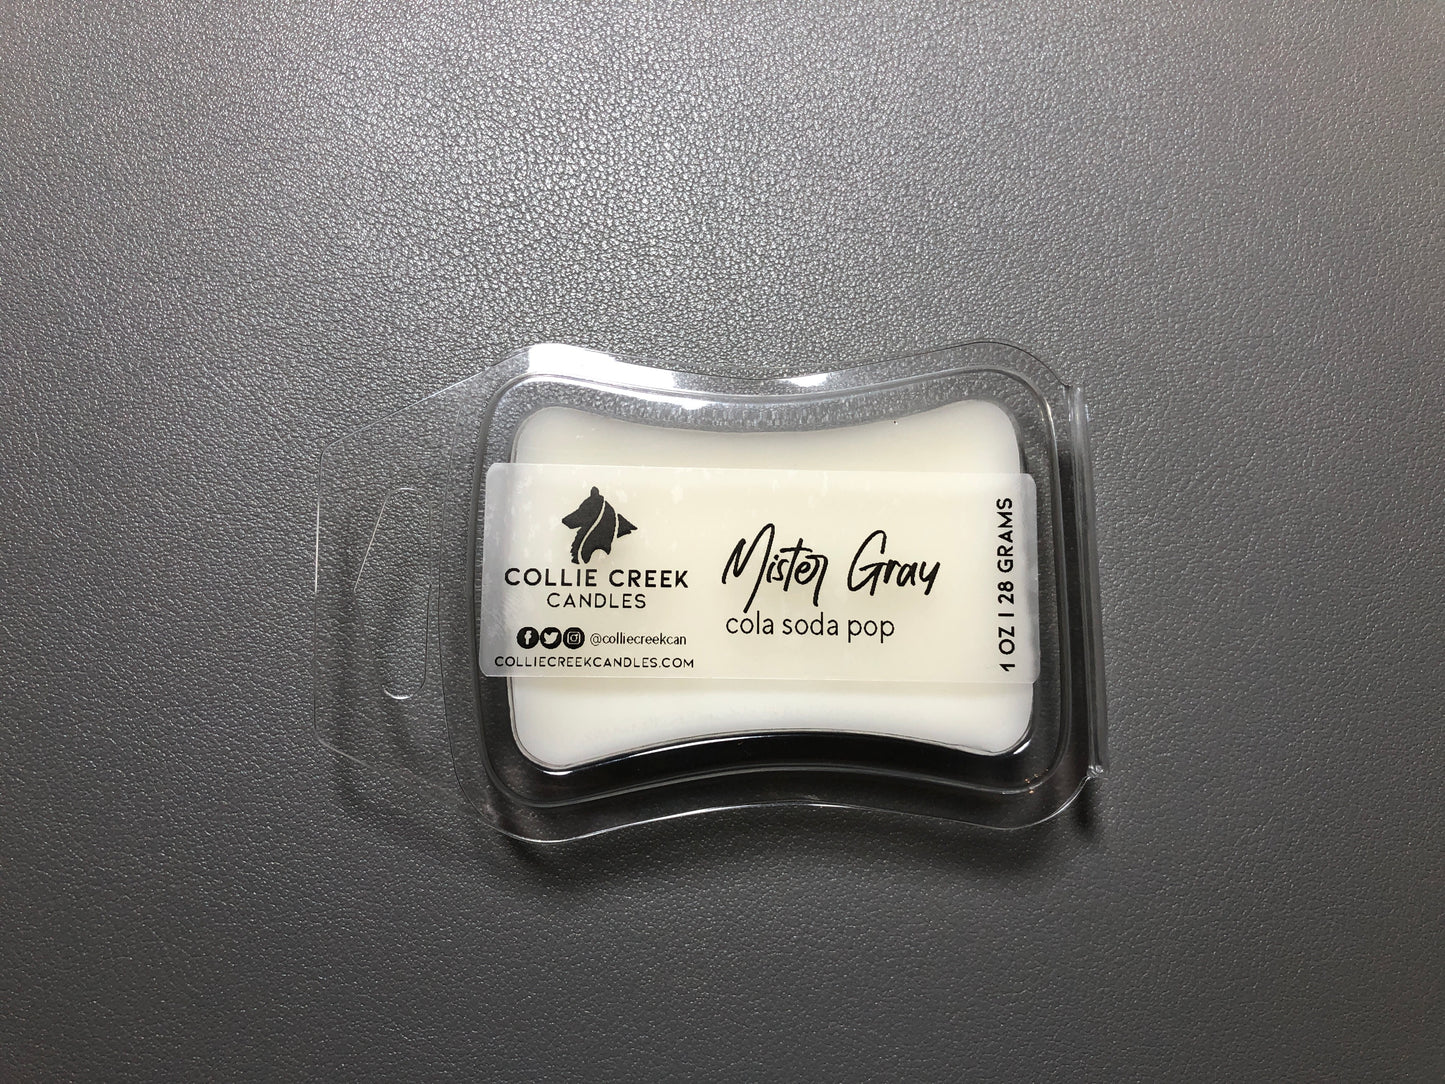 COLLIE CREEK
CANDLES
@colliecreekcan
COLLIECREEKCANDLES.COM
Mister Gray
cola soda pop
1 OZ | 28 GRAMS